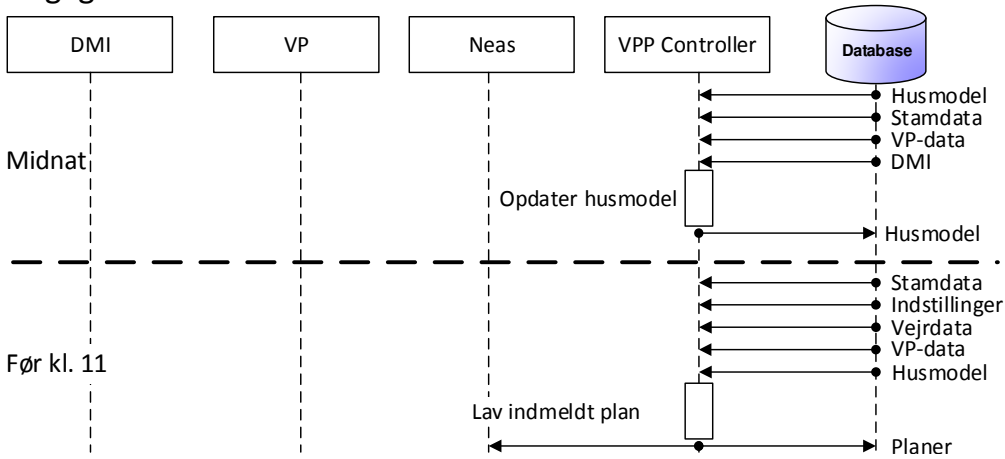 DMI
VP
Neas
VPP Controller
Database
Husmodel
Stamdata
VP-data
Midnat
DMI
Opdater husmodel
Husmodel
Stamdata
Indstillinger
Vejrdata
VP-data
Før kl. 11
Husmodel
Lav indmeldt plan
Planer